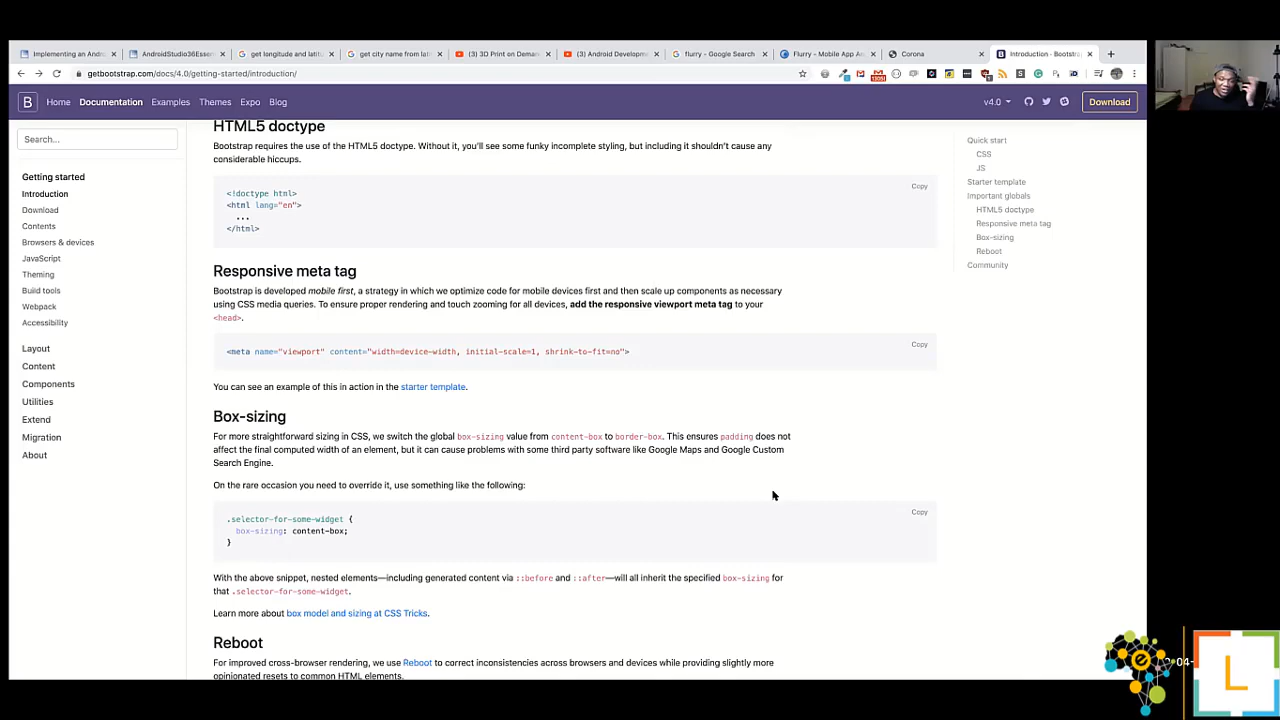 Implementing an Andro
AndroidStudio36Essen
get longitude and latitu
get city name from lat
(3) 3D Print on Demand
(3) Android Developm
flurry - Google Search
Flurry - Mobile App An
Corona
Introduction · Bootstrap
getbootstrap.com/docs/4.0/getting-started/introduction/
B
Home
Documentation
Examples
Themes
Expo
Blog
v4.0
Download
Search...
Getting started
Introduction
Download
Contents
Browsers & devices
JavaScript
Theming
Build tools
Webpack
Accessibility
Layout
Content
Components
Utilities
Extend
Migration
About
HTML5 doctype
Bootstrap requires the use of the HTML5 doctype. Without it, you'll see some funky incomplete styling, but including it shouldn't cause any
considerable hiccups.
Copy
<!doctype html>
<html lang="en">
...
</html>
Responsive meta tag
Bootstrap is developed mobile first, a strategy in which we optimize code for mobile devices first and then scale up components as necessary
using CSS media queries. To ensure proper rendering and touch zooming for all devices, add the responsive viewport meta tag to your
<head>.
Copy
<meta name="viewport" content="width=device-width, initial-scale=1, shrink-to-fit=no">
You can see an example of this in action in the starter template.
Box-sizing
For more straightforward sizing in CSS, we switch the global box-sizing value from content-box to border-box. This ensures padding does not
affect the final computed width of an element, but it can cause problems with some third party software like Google Maps and Google Custom
Search Engine.
On the rare occasion you need to override it, use something like the following:
Copy
.selector-for-some-widget {
box-sizing: content-box;
}
With the above snippet, nested elements—including generated content via ::before and ::after—will all inherit the specified box-sizing for
that .selector-for-some-widget.
Learn more about box model and sizing at CSS Tricks.
Reboot
For improved cross-browser rendering, we use Reboot to correct inconsistencies across browsers and devices while providing slightly more
opinionated resets to common HTML elements.
Quick start
CSS
JS
Starter template
Important globals
HTML5 doctype
Responsive meta tag
Box-sizing
Reboot
Community
e
04-
L